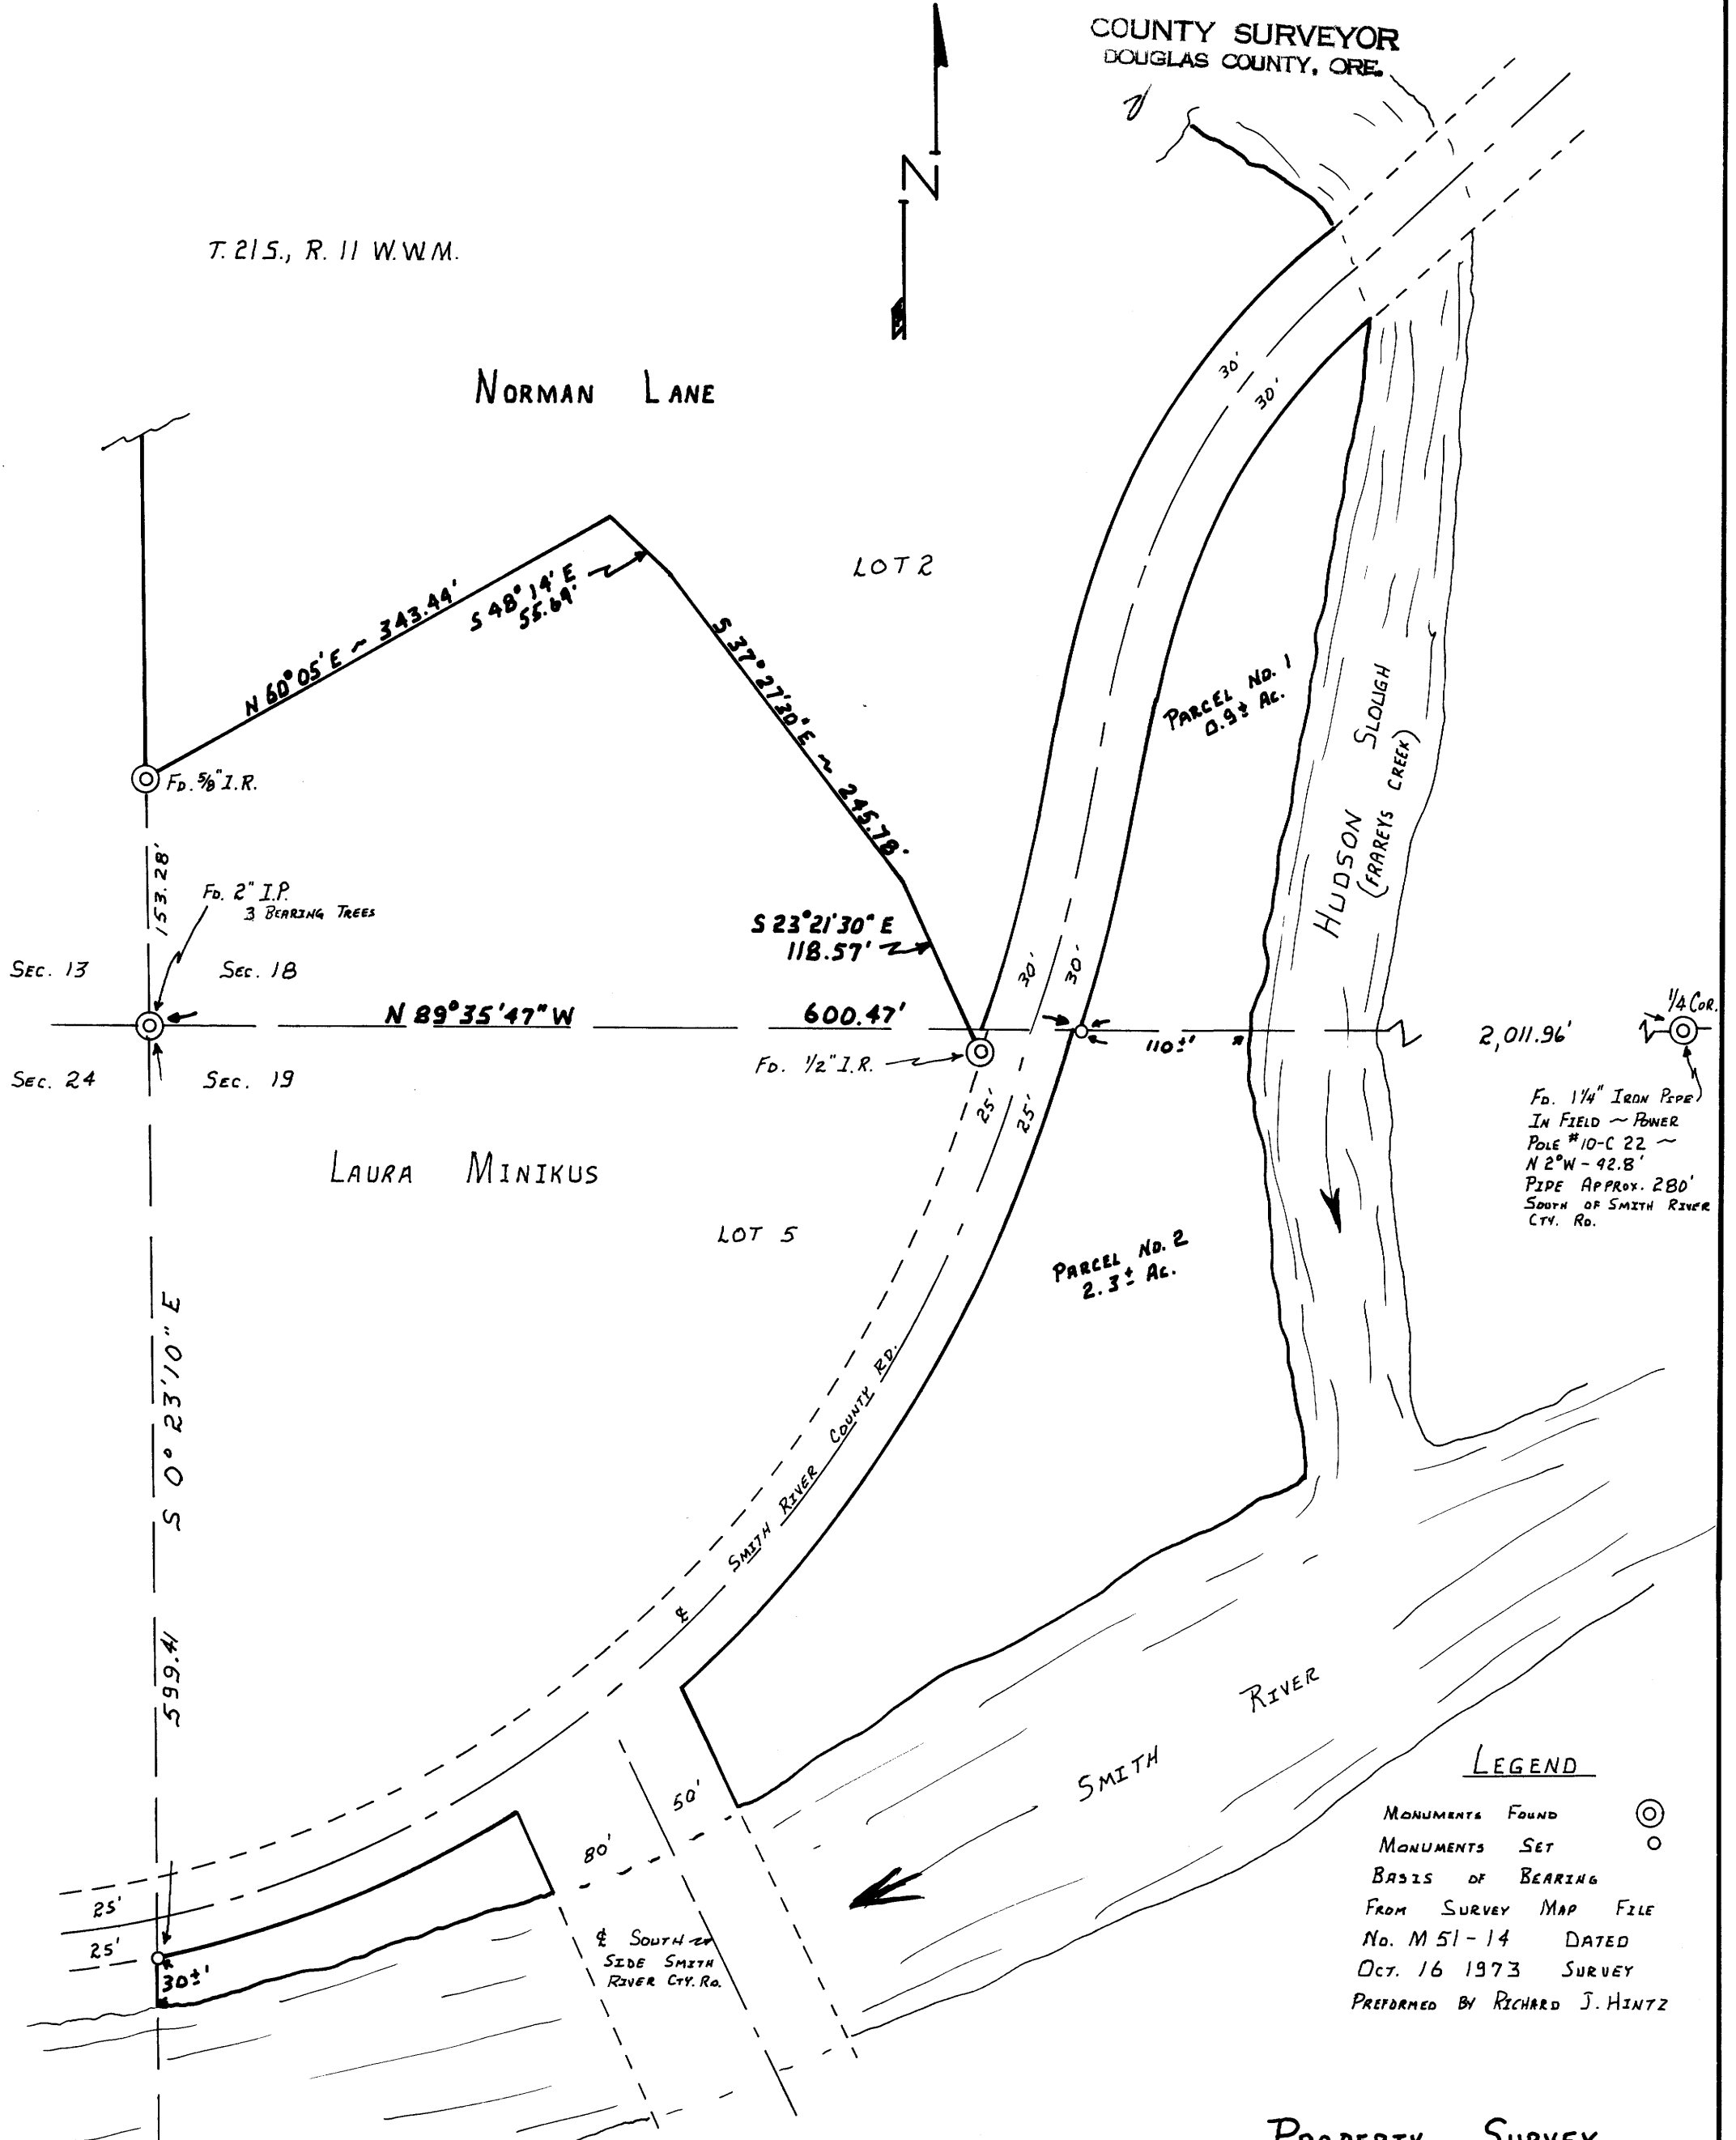 COUNTY SURVEYOR
DOUGLAS COUNTY, ORE.
N
T. 21 S., R. 11 W.W.M.
NORMAN LANE
30'
30'
LOT 2
N 60° 05' E ~ 343.44'
S 48° 14' E
55.69'
S 37° 27' 30" E ~ 245.78'
PARCEL NO. 1
0.9± AC.
HUDSON SLOUGH
(FRAREYS CREEK)
FD. 5/8" I.R.
153.28'
FD. 2" I.P.
3 BEARING TREES
S 23° 21' 30" E
118.57'
SEC. 13
SEC. 18
30'
30'
N 89° 35' 47" W 600.47'
110±'
2,011.96'
1/4 COR.
SEC. 24
SEC. 19
FD. 1/2" I.R.
25'
25'
FD. 1 1/4" IRON PIPE
IN FIELD ~ POWER
POLE #10-C 22 ~
N 2° W - 92.8'
PIPE APPROX. 280'
SOUTH OF SMITH RIVER
CTY. RD.
LAURA MINIKUS
LOT 5
PARCEL NO. 2
2.3± AC.
S 0° 23' 10" E
599.41
SMITH RIVER COUNTY RD.
℄
SMITH RIVER
50'
80'
25'
25'
30±'
℄ SOUTH
SIDE SMITH
RIVER CTY. RD.
LEGEND
MONUMENTS FOUND
MONUMENTS SET
BASIS OF BEARING
FROM SURVEY MAP FILE
NO. M 51-14 DATED
OCT. 16 1973 SURVEY
PREFORMED BY RICHARD J. HINTZ
PROPERTY SURVEY